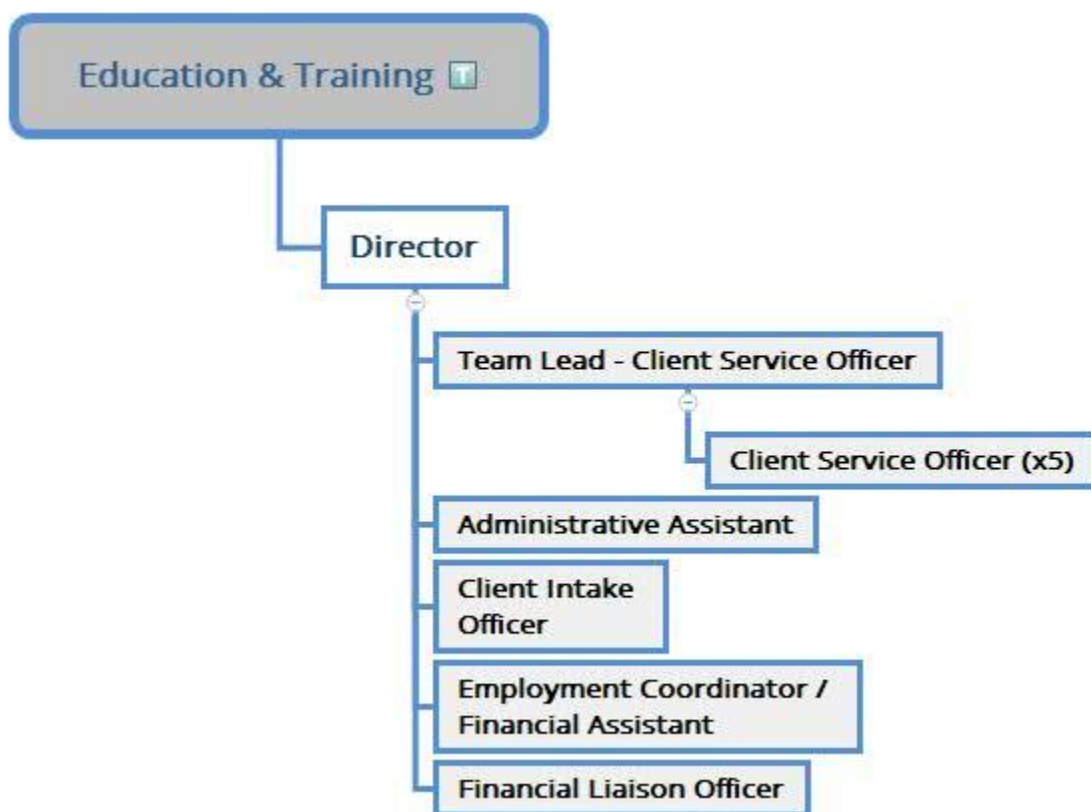 Education & Training
Director
Team Lead - Client Service Officer
Client Service Officer (x5)
Administrative Assistant
Client Intake
Officer
Employment Coordinator /
Financial Assistant
Financial Liaison Officer